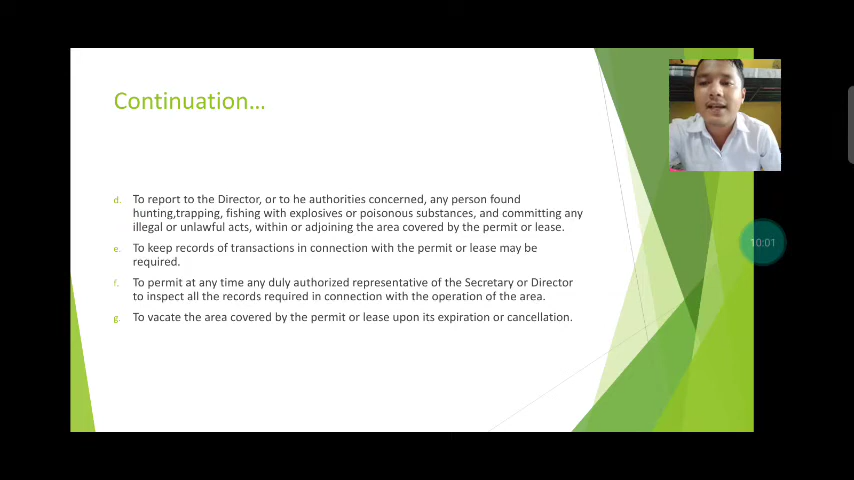 Continuation...
d. To report to the Director, or to he authorities concerned, any person found
hunting,trapping, fishing with explosives or poisonous substances, and committing any
illegal or unlawful acts, within or adjoining the area covered by the permit or lease.
e. To keep records of transactions in connection with the permit or lease may be
required.
f. To permit at any time any duly authorized representative of the Secretary or Director
to inspect all the records required in connection with the operation of the area.
g. To vacate the area covered by the permit or lease upon its expiration or cancellation.
10:01